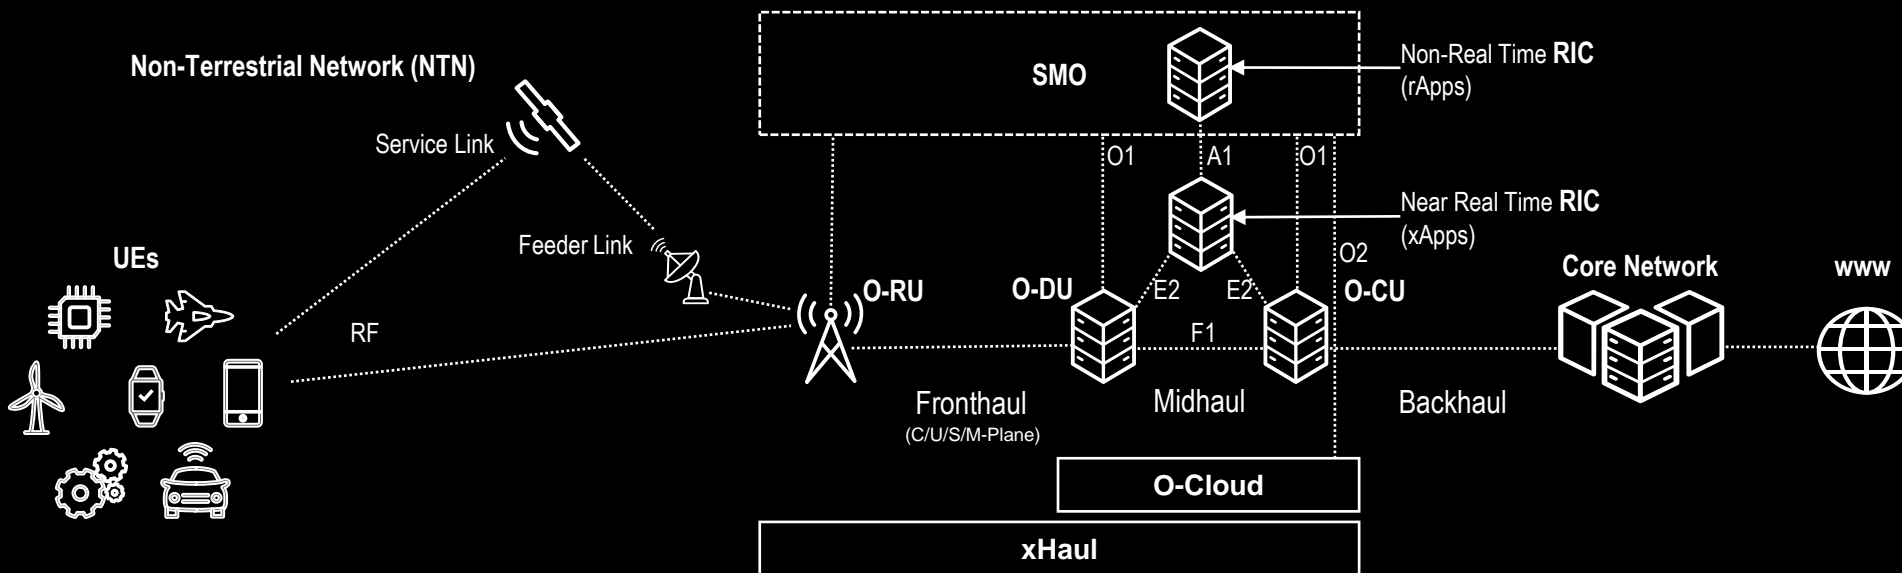 Non-Terrestrial Network (NTN)
SMO
Non-Real Time RIC
(rApps)
Service Link
O1
A1
O1
Near Real Time RIC
(xApps)
Feeder Link
UEs
O2
Core Network
www
O-RU
O-DU
E2
E2
O-CU
RF
F1
Fronthaul
(C/U/S/M-Plane)
Midhaul
Backhaul
O-Cloud
xHaul